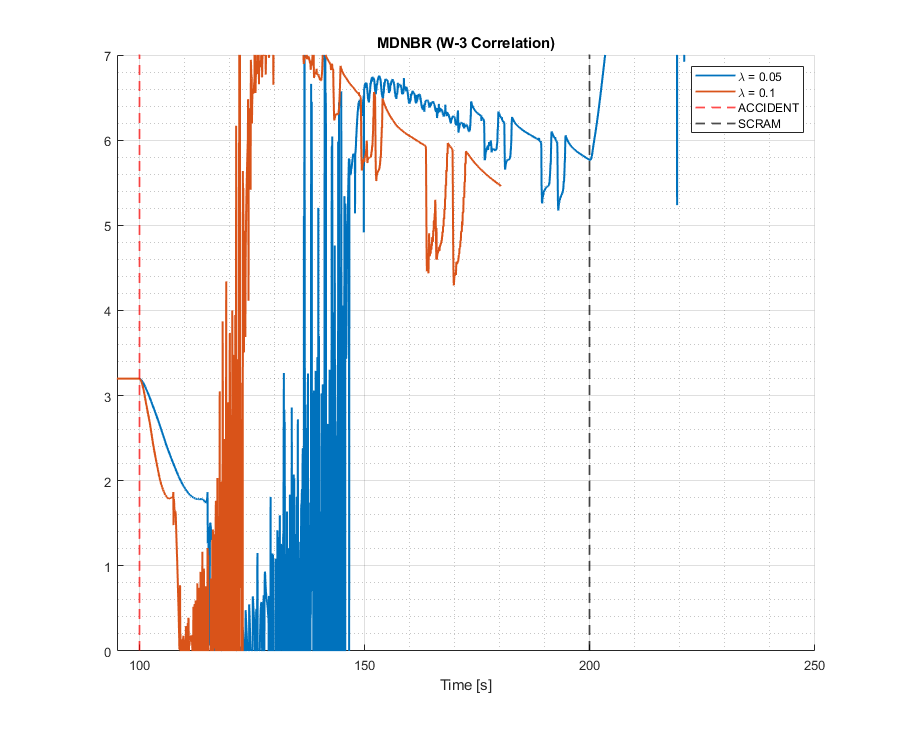 MDNBR (W-3 Correlation)
7
6
5
4
3
2
1
0
λ = 0.05
λ = 0.1
ACCIDENT
SCRAM
100
150
200
250
Time [s]